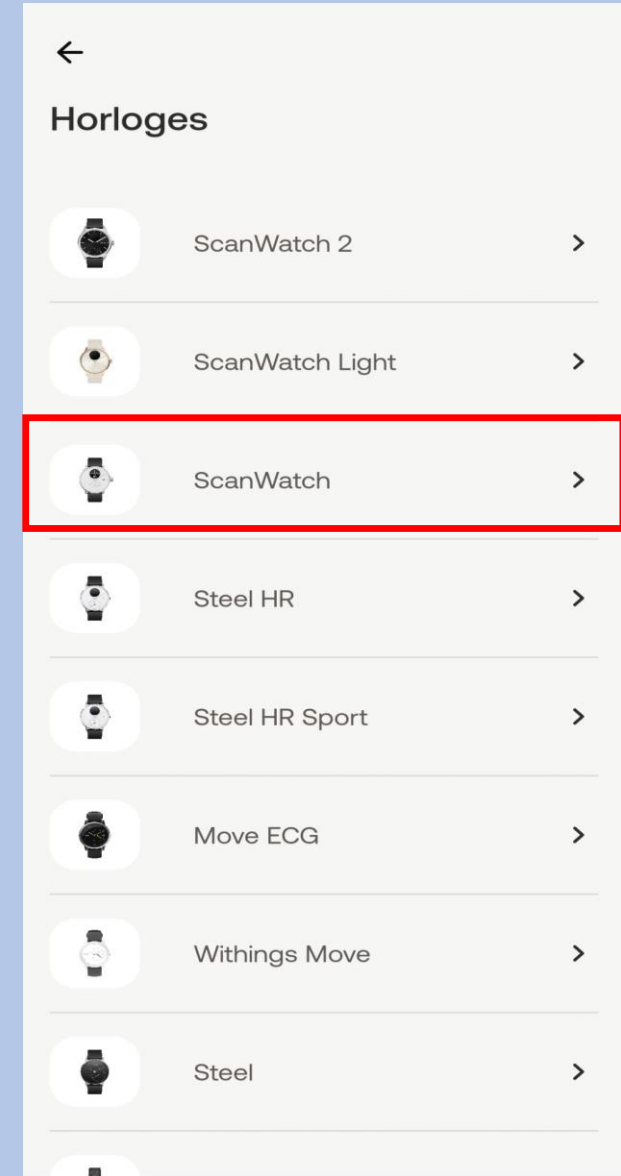 Horloges
ScanWatch 2
ScanWatch Light
ScanWatch
Steel HR
Steel HR Sport
Move ECG
Withings Move
Steel